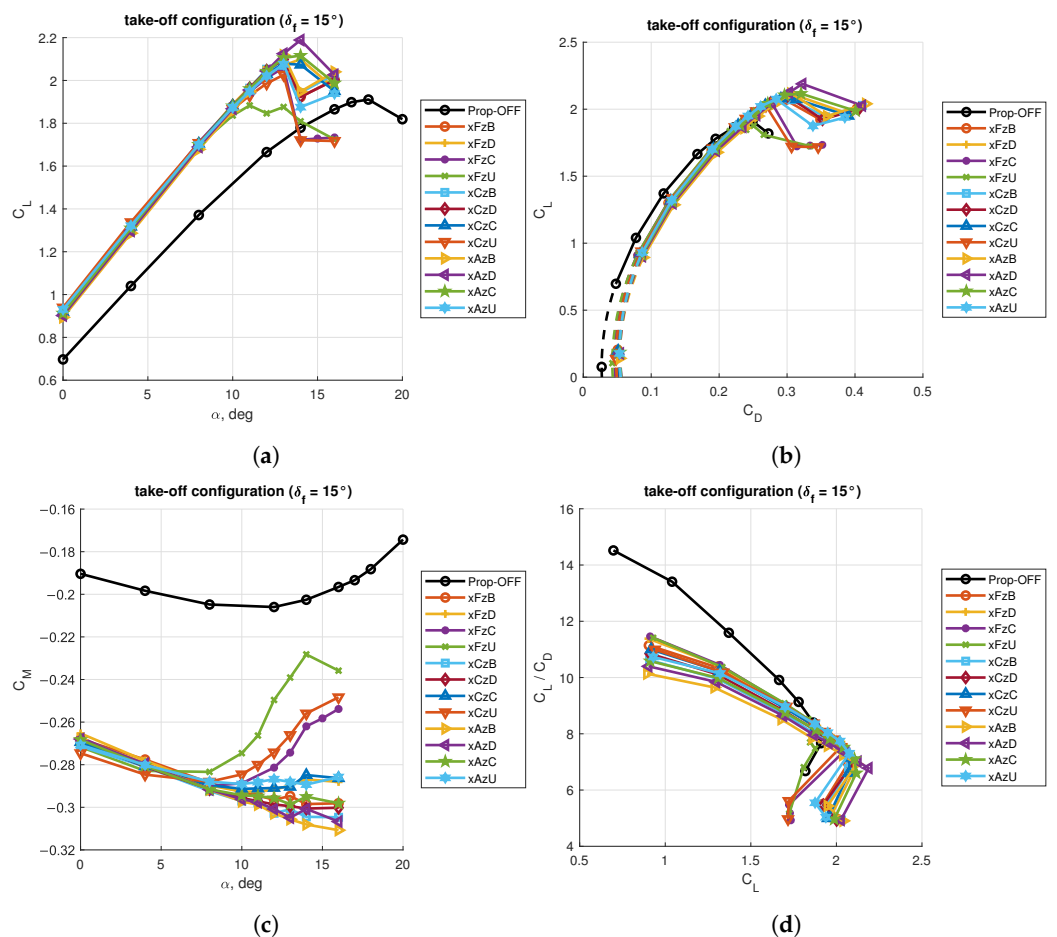 take-off configuration (δf = 15°)
2.2
2
1.8
1.6
1.4
1.2
1
0.8
0.6
0
5
10
15
20
CL
α, deg
Prop-OFF
xFzB
xFzD
xFzC
xFzU
xCzB
xCzD
xCzC
xCzU
xAzB
xAzD
xAzC
xAzU
(a)
take-off configuration (δf = 15°)
2.5
2
1.5
1
0.5
0
0
0.1
0.2
0.3
0.4
0.5
CL
CD
Prop-OFF
xFzB
xFzD
xFzC
xFzU
xCzB
xCzD
xCzC
xCzU
xAzB
xAzD
xAzC
xAzU
(b)
take-off configuration (δf = 15°)
−0.16
−0.18
−0.2
−0.22
−0.24
−0.26
−0.28
−0.3
−0.32
0
5
10
15
20
CM
α, deg
Prop-OFF
xFzB
xFzD
xFzC
xFzU
xCzB
xCzD
xCzC
xCzU
xAzB
xAzD
xAzC
xAzU
(c)
take-off configuration (δf = 15°)
16
14
12
10
8
6
4
0.5
1
1.5
2
2.5
CL / CD
CL
Prop-OFF
xFzB
xFzD
xFzC
xFzU
xCzB
xCzD
xCzC
xCzU
xAzB
xAzD
xAzC
xAzU
(d)